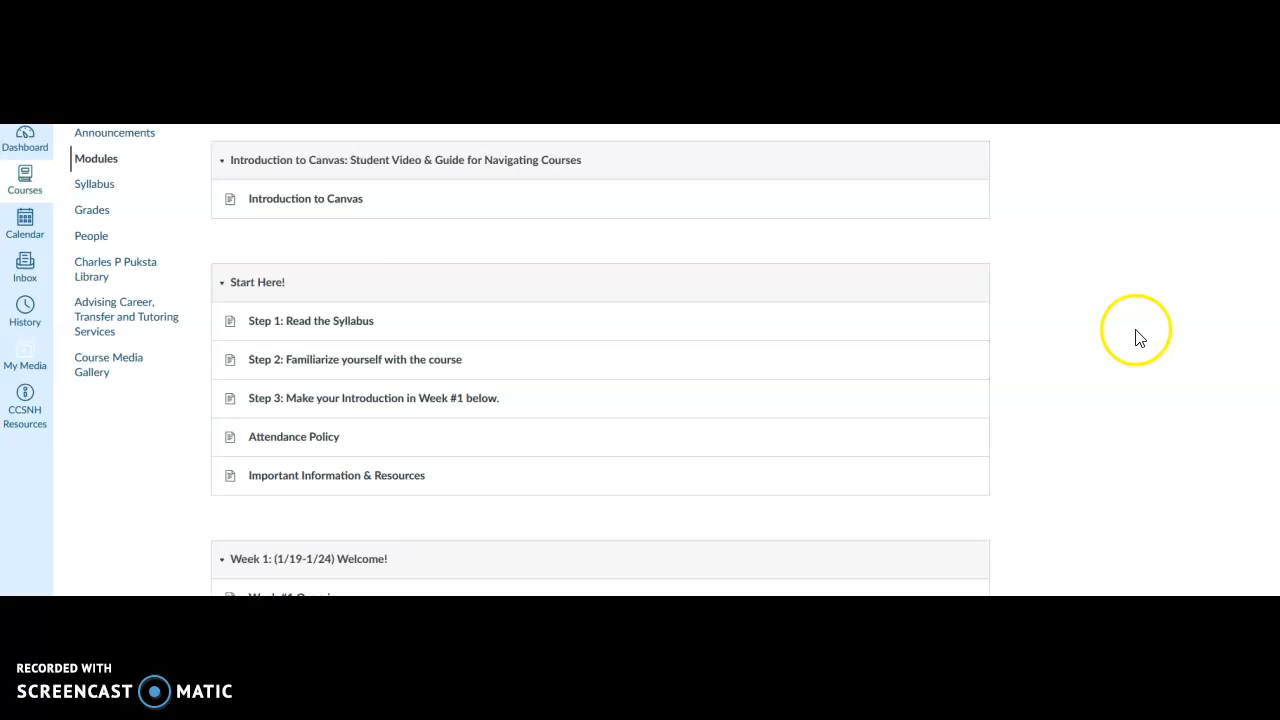 Dashboard
Courses
Calendar
Inbox
History
My Media
CCSNH
Resources
Announcements
Modules
Syllabus
Grades
People
Charles P Puksta
Library
Advising Career,
Transfer and Tutoring
Services
Course Media
Gallery
Introduction to Canvas: Student Video & Guide for Navigating Courses
Introduction to Canvas
Start Here!
Step 1: Read the Syllabus
Step 2: Familiarize yourself with the course
Step 3: Make your Introduction in Week #1 below.
Attendance Policy
Important Information & Resources
Week 1: (1/19-1/24) Welcome!
Week #1
RECORDED WITH
SCREENCAST MATIC